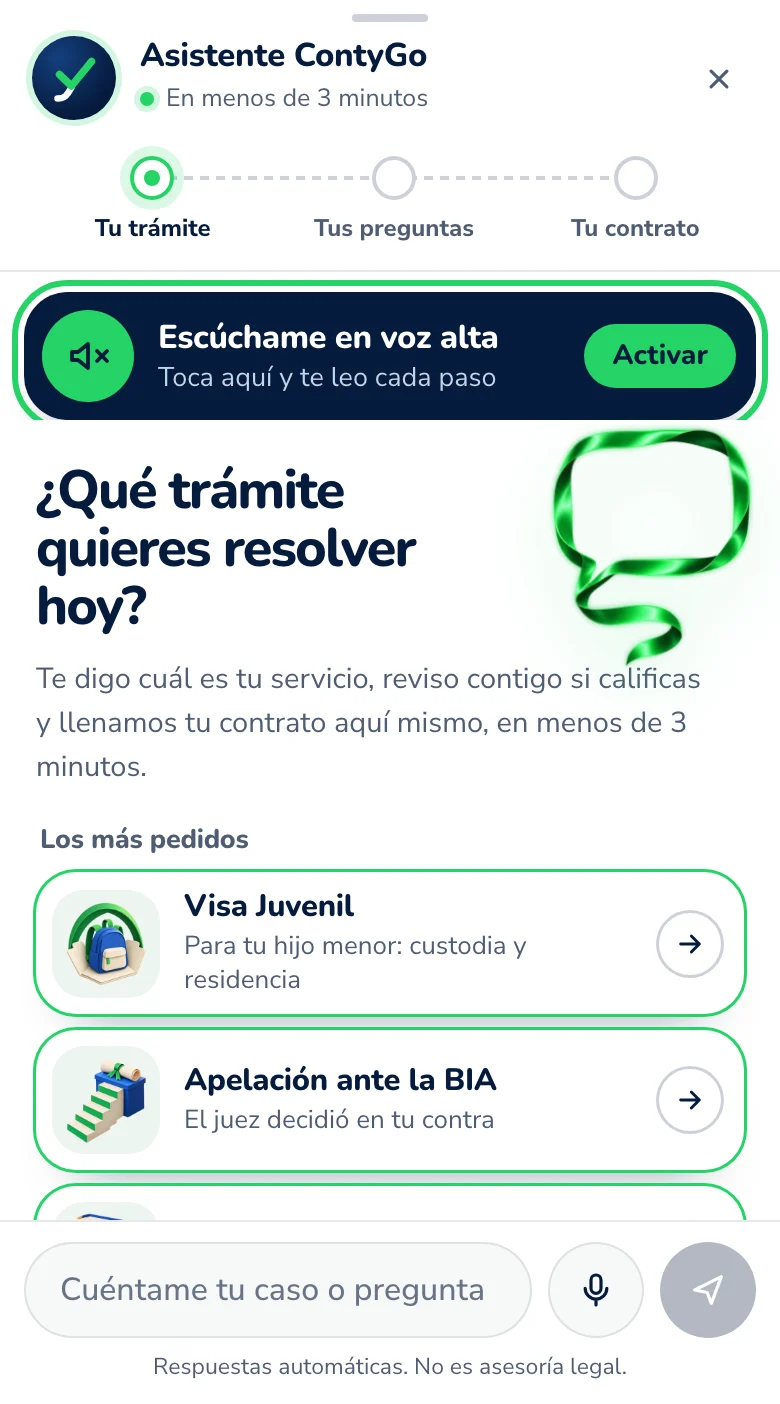 Asistente ContyGo
En menos de 3 minutos
Tu trámite
Tus preguntas
Tu contrato
Escúchame en voz alta
Toca aquí y te leo cada paso
Activar
¿Qué trámite
quieres resolver
hoy?
Te digo cuál es tu servicio, reviso contigo si calificas
y llenamos tu contrato aquí mismo, en menos de 3
minutos.
Los más pedidos
Visa Juvenil
Para tu hijo menor: custodia y
residencia
Apelación ante la BIA
El juez decidió en tu contra
Cuéntame tu caso o pregunta
Respuestas automáticas. No es asesoría legal.